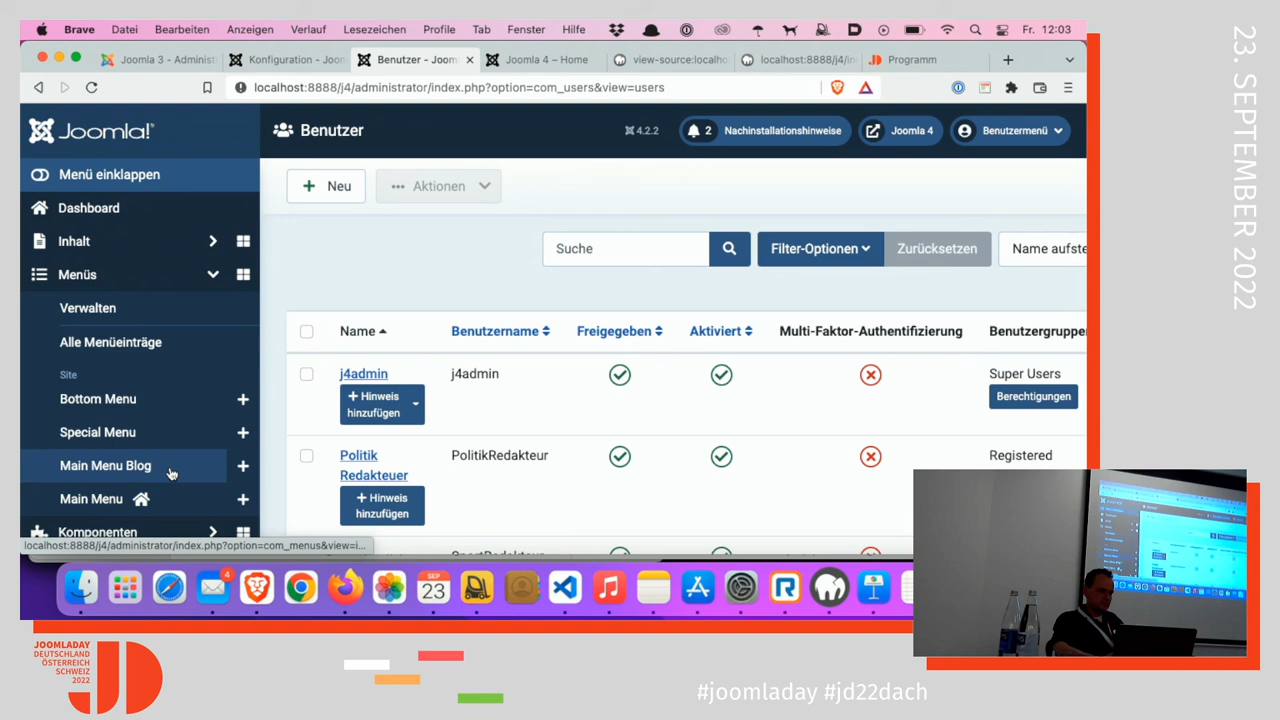 Brave Datei Bearbeiten Anzeigen Verlauf Lesezeichen Profile Tab Fenster Hilfe Fr. 12:03
Joomla 3 - Adminis Konfiguration - Joon Benutzer - Joom Joomla 4 – Home view-source:localho localhost:8888/j4/in Programm
localhost:8888/j4/administrator/index.php?option=com_users&view=users
Joomla!
Benutzer
4.2.2
2 Nachinstallationshinweise
Joomla 4
Benutzermenü
Menü einklappen
Dashboard
Inhalt
Menüs
Verwalten
Alle Menüeinträge
Site
Bottom Menu
Special Menu
Main Menu Blog
Main Menu
Komponenten
localhost:8888/j4/administrator/index.php?option=com_menus&view=i...
Neu
Aktionen
Suche
Filter-Optionen
Zurücksetzen
Name aufste
Name Benutzername Freigegeben Aktiviert Multi-Faktor-Authentifizierung Benutzergruppen
j4admin j4admin Super Users
+ Hinweis
hinzufügen
Berechtigungen
Politik
Redakteuer
PolitikRedakteur Registered
+ Hinweis
hinzufügen
4
SEP
23
23. SEPTEMBER 2022
JOOMLADAY
DEUTSCHLAND
ÖSTERREICH
SCHWEIZ
2022
JD
#joomladay #jd22dach